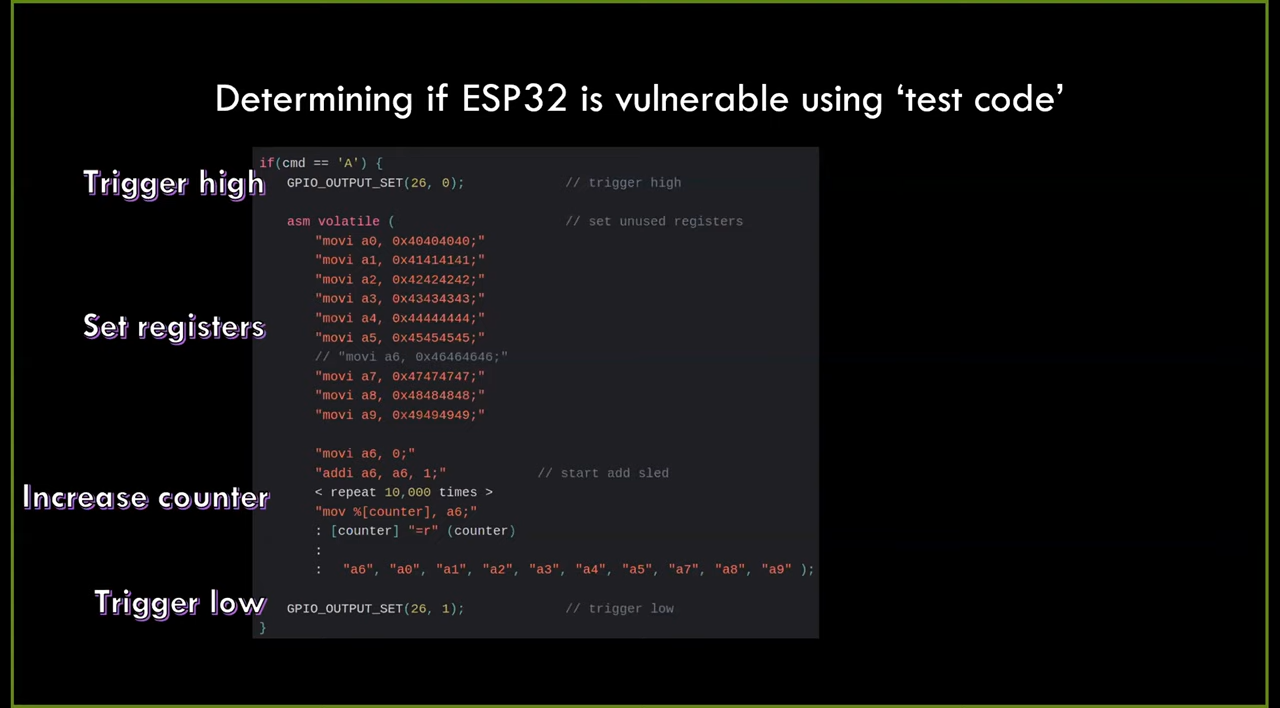 Determining if ESP32 is vulnerable using ‘test code’
if(cmd == 'A') {
Trigger high
GPIO_OUTPUT_SET(26, 0); // trigger high
asm volatile ( // set unused registers
"movi a0, 0x40404040;"
"movi a1, 0x41414141;"
"movi a2, 0x42424242;"
"movi a3, 0x43434343;"
"movi a4, 0x44444444;"
Set registers
"movi a5, 0x45454545;"
// "movi a6, 0x46464646;"
"movi a7, 0x47474747;"
"movi a8, 0x48484848;"
"movi a9, 0x49494949;"
"movi a6, 0;"
"addi a6, a6, 1;" // start add sled
Increase counter
< repeat 10,000 times >
"mov %[counter], a6;"
: [counter] "=r" (counter)
:
: "a6", "a0", "a1", "a2", "a3", "a4", "a5", "a7", "a8", "a9" );
Trigger low
GPIO_OUTPUT_SET(26, 1); // trigger low
}